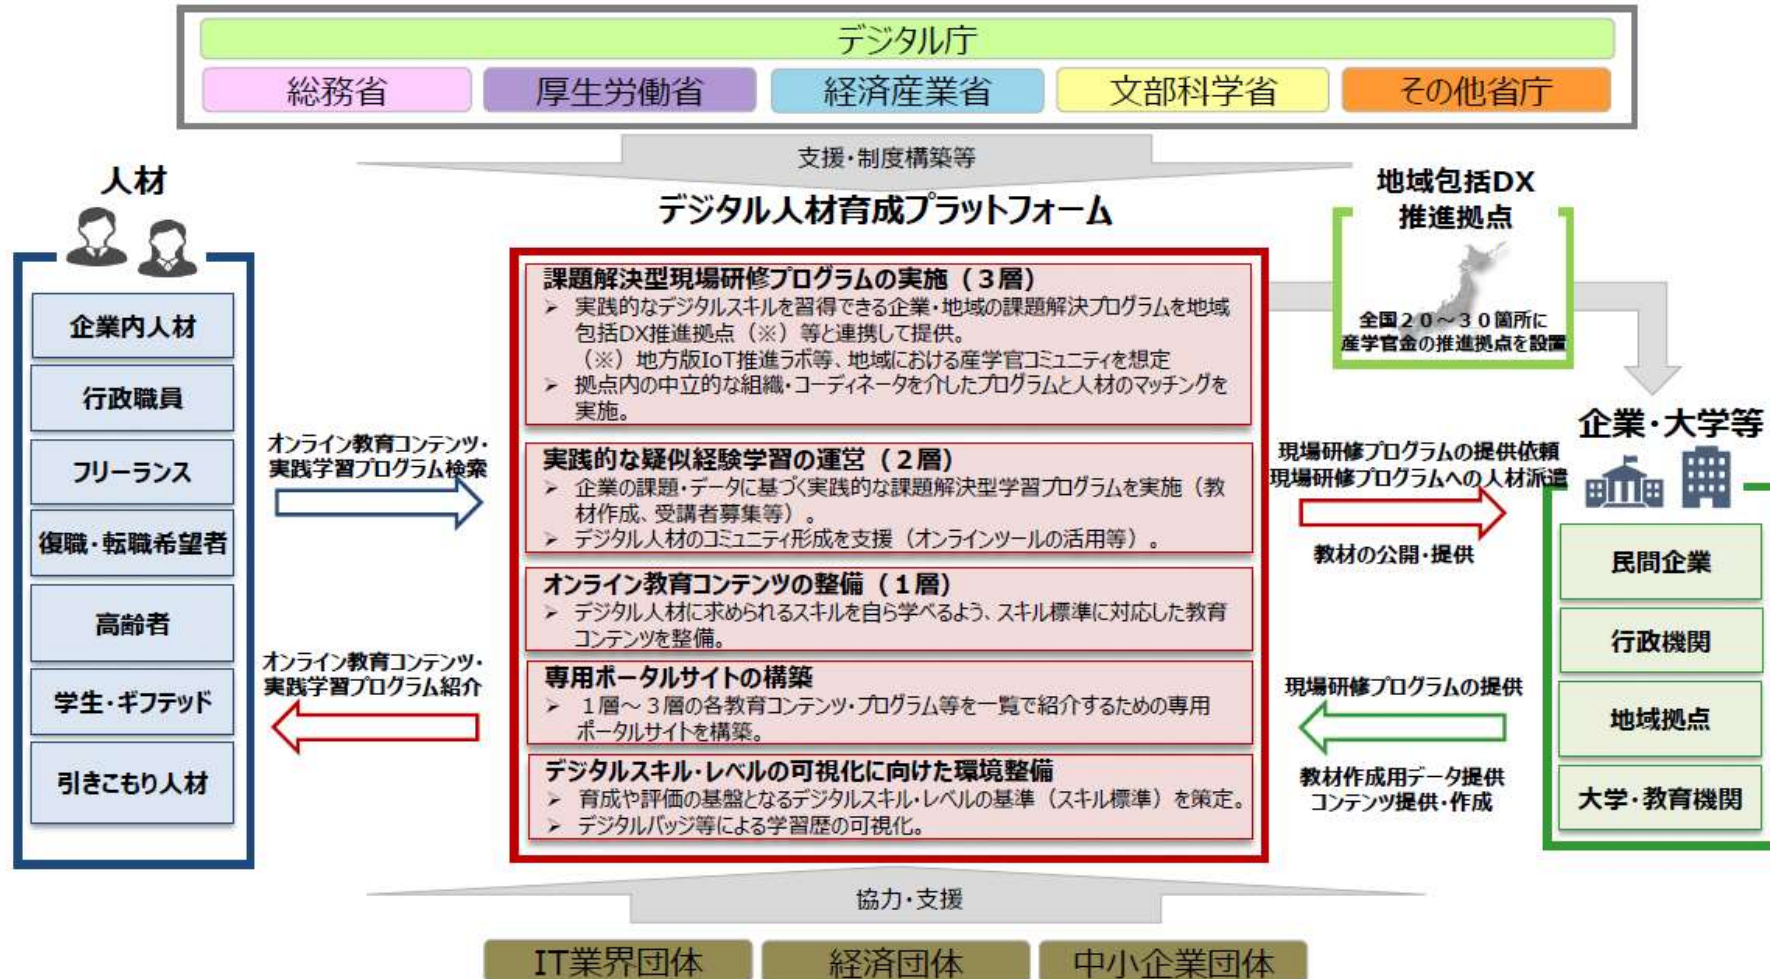 デジタル庁
総務省
厚生労働省
経済産業省
文部科学省
その他省庁
支援・制度構築等
人材
企業内人材
行政職員
フリーランス
復職・転職希望者
高齢者
学生・ギフテッド
引きこもり人材
オンライン教育コンテンツ・
実践学習プログラム検索
オンライン教育コンテンツ・
実践学習プログラム紹介
デジタル人材育成プラットフォーム
課題解決型現場研修プログラムの実施（３層）
➢ 実践的なデジタルスキルを習得できる企業・地域の課題解決プログラムを地域
包括DX推進拠点（※）等と連携して提供。
（※）地方版IoT推進ラボ等、地域における産学官コミュニティを想定
➢ 拠点内の中立的な組織・コーディネータを介したプログラムと人材のマッチングを
実施。
実践的な疑似経験学習の運営（２層）
➢ 企業の課題・データに基づく実践的な課題解決型学習プログラムを実施（教
材作成、受講者募集等）。
➢ デジタル人材のコミュニティ形成を支援（オンラインツールの活用等）。
オンライン教育コンテンツの整備（１層）
➢ デジタル人材に求められるスキルを自ら学べるよう、スキル標準に対応した教育
コンテンツを整備。
専用ポータルサイトの構築
➢ １層～３層の各教育コンテンツ・プログラム等を一覧で紹介するための専用
ポータルサイトを構築。
デジタルスキル・レベルの可視化に向けた環境整備
➢ 育成や評価の基盤となるデジタルスキル・レベルの基準（スキル標準）を策定。
➢ デジタルバッジ等による学習歴の可視化。
地域包括DX
推進拠点
全国２０～３０箇所に
産学官金の推進拠点を設置
現場研修プログラムの提供依頼
現場研修プログラムへの人材派遣
教材の公開・提供
現場研修プログラムの提供
教材作成用データ提供
コンテンツ提供・作成
企業・大学等
民間企業
行政機関
地域拠点
大学・教育機関
協力・支援
IT業界団体
経済団体
中小企業団体